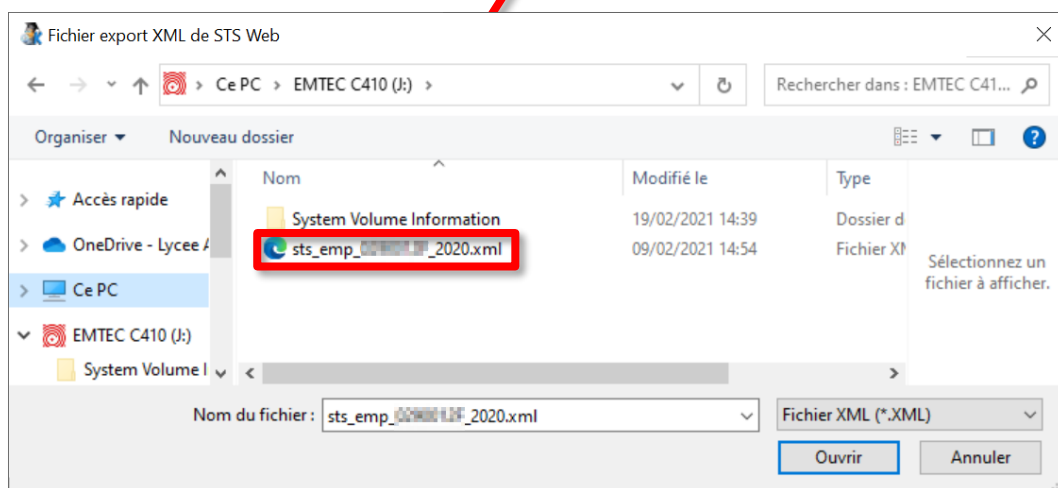 Fichier export XML de STS Web
Ce PC > EMTEC C410 (J:) >
Rechercher dans : EMTEC C41...
Organiser
Nouveau dossier
Nom
Modifié le
Type
Accès rapide
OneDrive - Lycee
Ce PC
EMTEC C410 (J:)
System Volume I
System Volume Information
19/02/2021 14:39
Dossier d
sts_emp_ _2020.xml
09/02/2021 14:54
Fichier XM
Sélectionnez un
fichier à afficher.
Nom du fichier :
sts_emp_ _2020.xml
Fichier XML (*.XML)
Ouvrir
Annuler